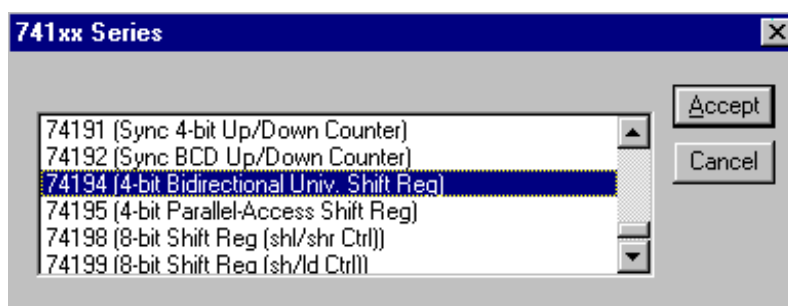 741xx Series
74191 (Sync 4-bit Up/Down Counter)
74192 (Sync BCD Up/Down Counter)
74194 (4-bit Bidirectional Univ. Shift Reg)
74195 (4-bit Parallel-Access Shift Reg)
74198 (8-bit Shift Reg (shl/shr Ctrl))
74199 (8-bit Shift Reg (sh/ld Ctrl))
Accept
Cancel